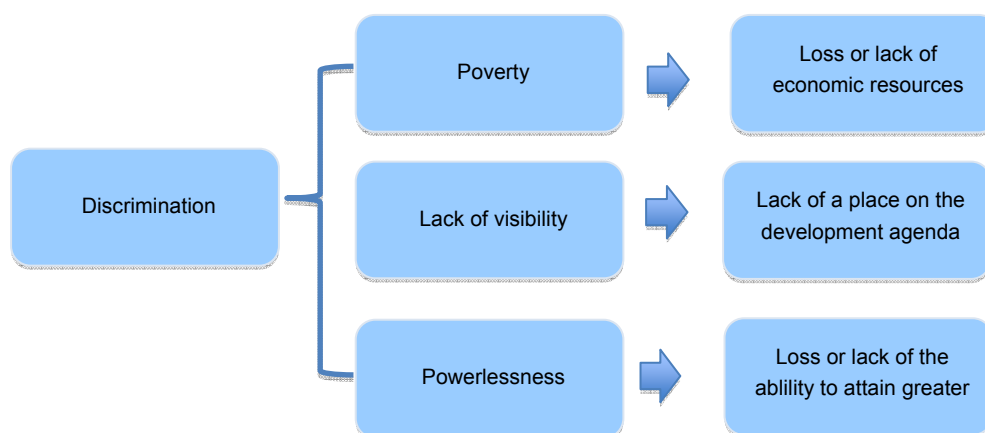 Discrimination
Poverty
Loss or lack of
economic resources
Lack of visibility
Lack of a place on the
development agenda
Powerlessness
Loss or lack of the
ablility to attain greater